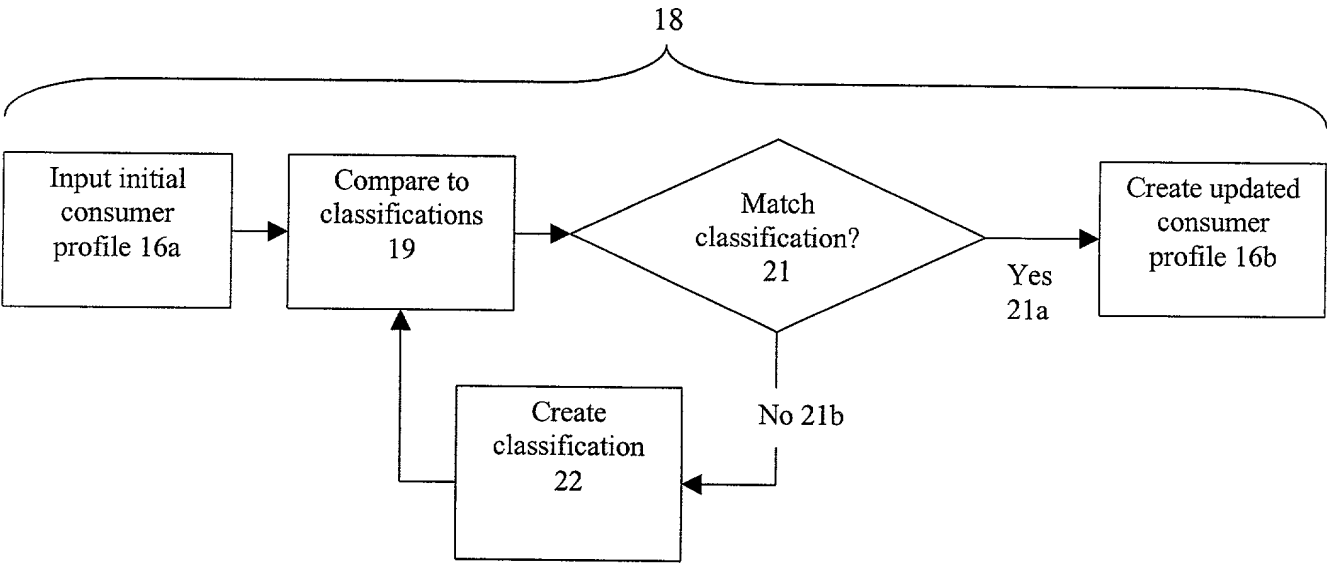 18
Input initial
consumer
profile 16a
Compare to
classifications
19
Match
classification?
21
Yes
21a
Create updated
consumer
profile 16b
No 21b
Create
classification
22